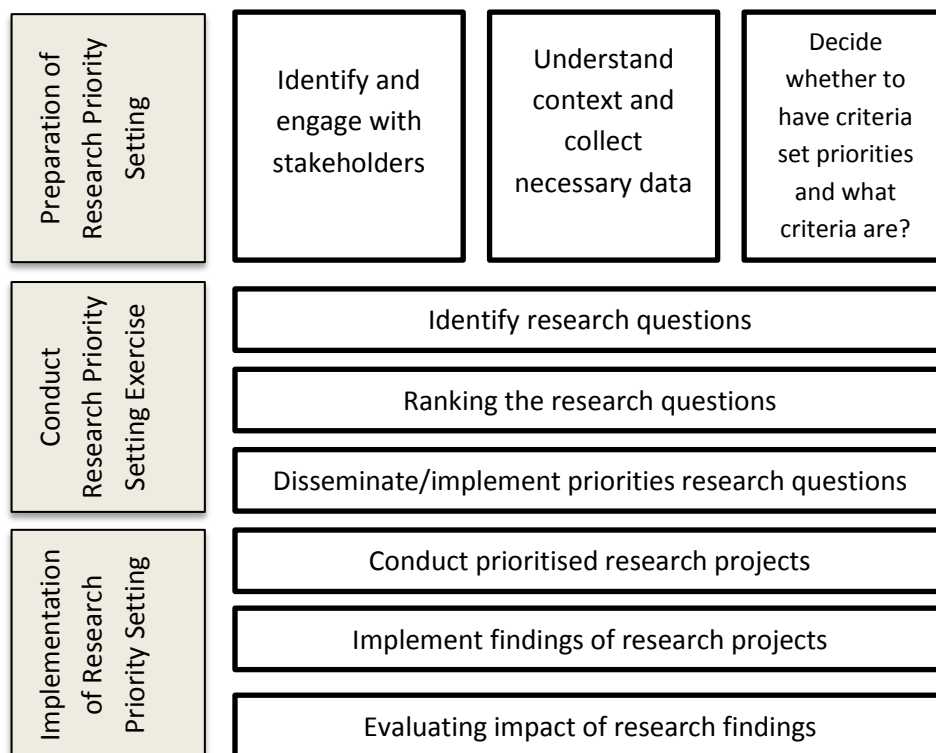 Preparation of
Research Priority
Setting
Identify and
engage with
stakeholders
Understand
context and
collect
necessary data
Decide
whether to
have criteria
set priorities
and what
criteria are?
Conduct
Research Priority
Setting Exercise
Identify research questions
Ranking the research questions
Disseminate/implement priorities research questions
Implementation
of Research
Priority Setting
Conduct prioritised research projects
Implement findings of research projects
Evaluating impact of research findings